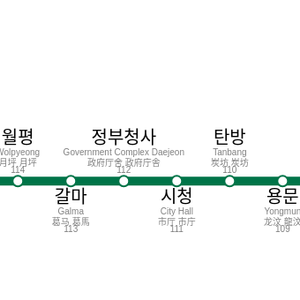 월평
Wolpyeong
月坪 月坪
114
정부청사
Government Complex Daejeon
政府厅舍 政府庁舎
112
탄방
Tanbang
炭坊 炭坊
110
갈마
Galma
葛马 葛馬
113
시청
City Hall
市厅 市庁
111
용문
Yongmun
龙汶 龍汶
109